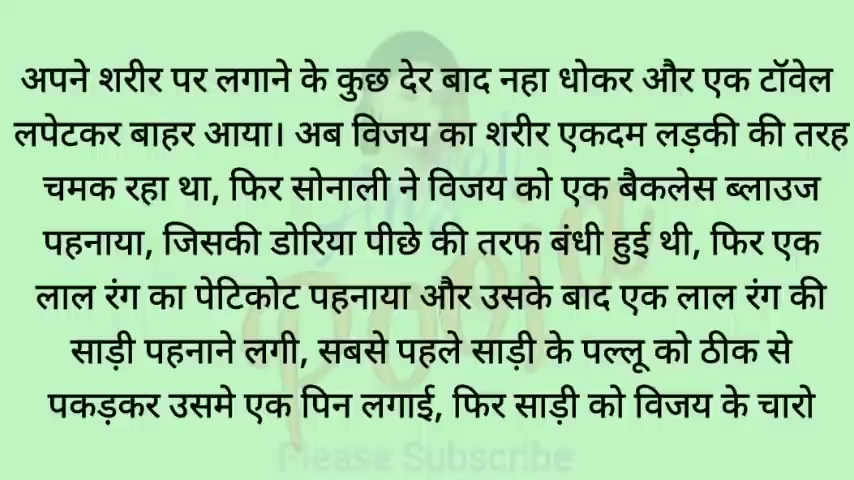 अपने शरीर पर लगाने के कुछ देर बाद नहा धोकर और एक टॉवेल
लपेटकर बाहर आया। अब विजय का शरीर एकदम लड़की की तरह
चमक रहा था, फिर सोनाली ने विजय को एक बैकलेस ब्लाउज
पहनाया, जिसकी डोरिया पीछे की तरफ बंधी हुई थी, फिर एक
लाल रंग का पेटिकोट पहनाया और उसके बाद एक लाल रंग की
साड़ी पहनाने लगी, सबसे पहले साड़ी के पल्लू को ठीक से
पकड़कर उसमे एक पिन लगाई, फिर साड़ी को विजय के चारो
Pooja
Please Subscribe